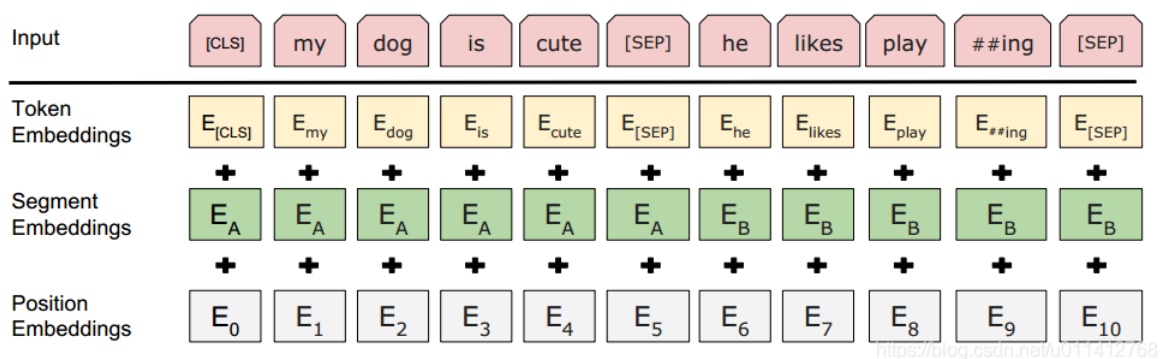 Input [CLS] my dog is cute [SEP] he likes play ##ing [SEP]
Token Embeddings E[CLS] Emy Edog Eis Ecute E[SEP] Ehe Elikes Eplay E##ing E[SEP]
+ + + + + + + + + + +
Segment Embeddings EA EA EA EA EA EA EB EB EB EB EB
+ + + + + + + + + + +
Position Embeddings E0 E1 E2 E3 E4 E5 E6 E7 E8 E9 E10
https://blog.csdn.net/u011412768